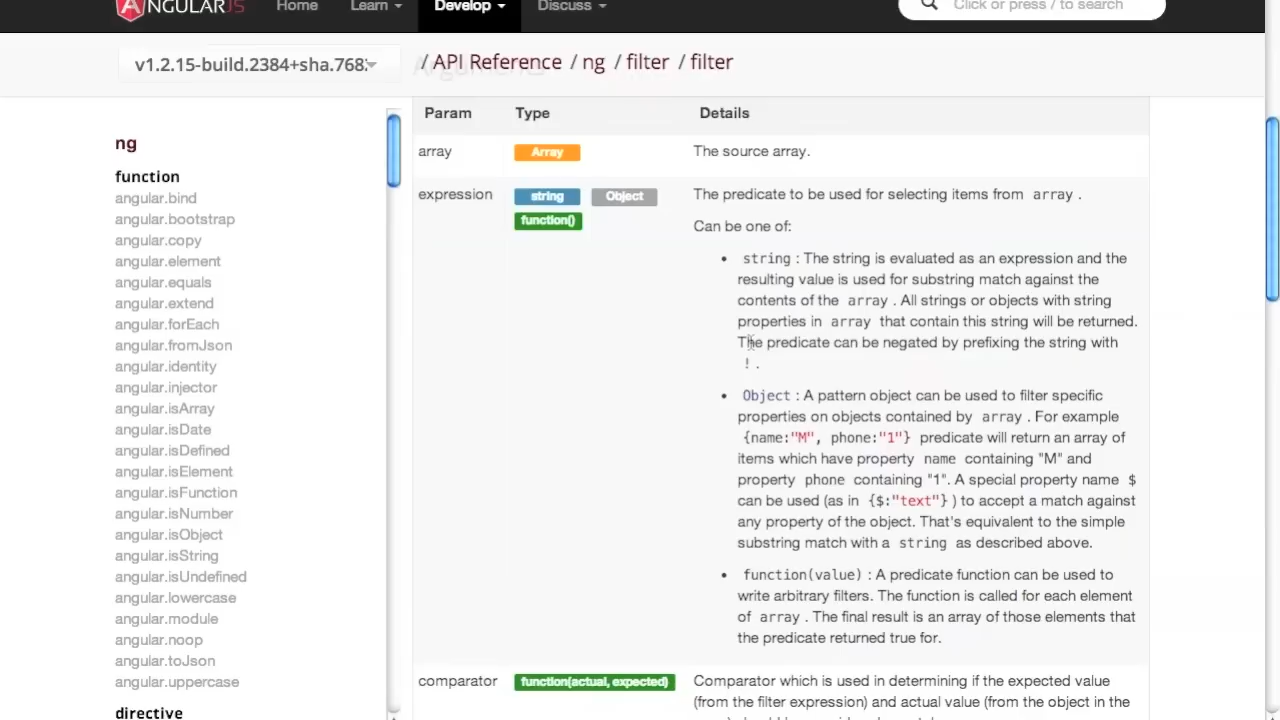 ANGULARJS Home Learn Develop Discuss Click or press / to search
v1.2.15-build.2384+sha.768 / API Reference / ng / filter / filter
Param Type Details
array Array The source array.
expression string Object The predicate to be used for selecting items from array .
function()
Can be one of:
• string : The string is evaluated as an expression and the
resulting value is used for substring match against the
contents of the array . All strings or objects with string
properties in array that contain this string will be returned.
The predicate can be negated by prefixing the string with
! .
• Object : A pattern object can be used to filter specific
properties on objects contained by array . For example
{name:"M", phone:"1"} predicate will return an array of
items which have property name containing "M" and
property phone containing "1". A special property name $
can be used (as in {$:"text"} ) to accept a match against
any property of the object. That's equivalent to the simple
substring match with a string as described above.
• function(value) : A predicate function can be used to
write arbitrary filters. The function is called for each element
of array . The final result is an array of those elements that
the predicate returned true for.
comparator function(actual, expected) Comparator which is used in determining if the expected value
(from the filter expression) and actual value (from the object in the
ng
function
angular.bind
angular.bootstrap
angular.copy
angular.element
angular.equals
angular.extend
angular.forEach
angular.fromJson
angular.identity
angular.injector
angular.isArray
angular.isDate
angular.isDefined
angular.isElement
angular.isFunction
angular.isNumber
angular.isObject
angular.isString
angular.isUndefined
angular.lowercase
angular.module
angular.noop
angular.toJson
angular.uppercase
directive